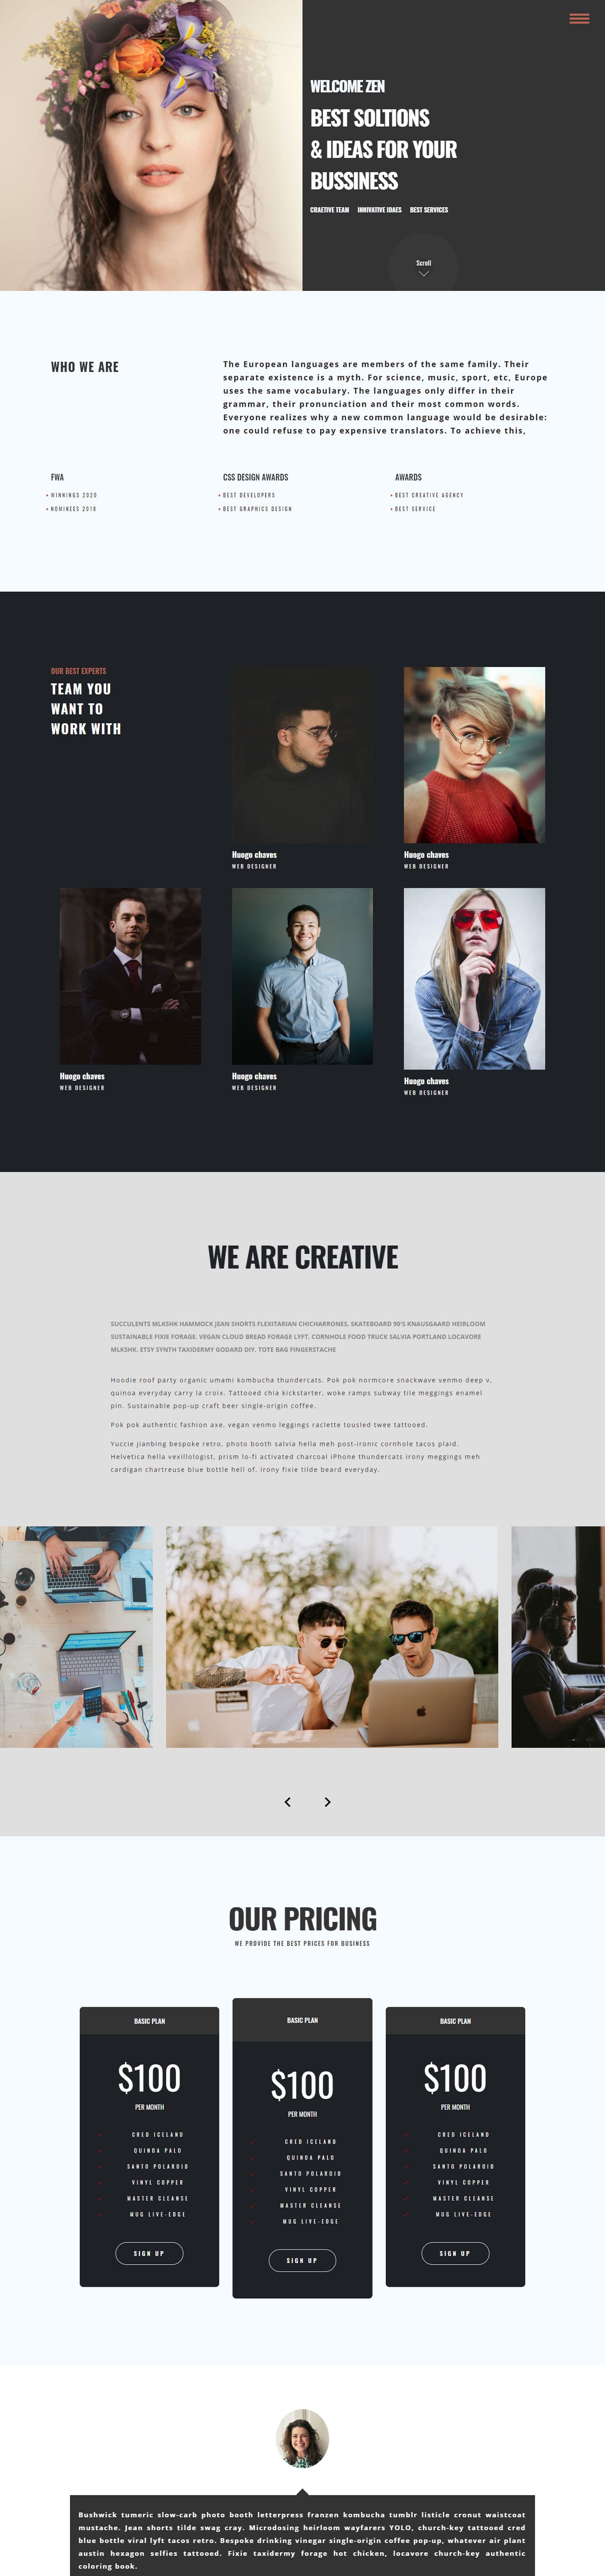 WELCOME ZEN
BEST SOLTIONS
& IDEAS FOR YOUR
BUSSINESS
CRAETIVE TEAM INNIVATIVE IDAES BEST SERVICES
Scroll
WHO WE ARE
The European languages are members of the same family. Their
separate existence is a myth. For science, music, sport, etc, Europe
uses the same vocabulary. The languages only differ in their
grammar, their pronunciation and their most common words.
Everyone realizes why a new common language would be desirable:
one could refuse to pay expensive translators. To achieve this,
FWA
WINNINGS 2020
NOMINEES 2018
CSS DESIGN AWARDS
BEST DEVELOPERS
BEST GRAPHICS DESIGN
AWARDS
BEST CREATIVE AGENCY
BEST SERVICE
OUR BEST EXPERTS
TEAM YOU
WANT TO
WORK WITH
Huogo chaves
WEB DESIGNER
Huogo chaves
WEB DESIGNER
Huogo chaves
WEB DESIGNER
Huogo chaves
WEB DESIGNER
Huogo chaves
WEB DESIGNER
WE ARE CREATIVE
SUCCULENTS MLKSHK HAMMOCK JEAN SHORTS FLEXITARIAN CHICHARRONES, SKATEBOARD 90'S KNAUSGAARD HEIRLOOM
SUSTAINABLE FIXIE FORAGE. VEGAN CLOUD BREAD FORAGE LYFT, CORNHOLE FOOD TRUCK SALVIA PORTLAND LOCAVORE
MLKSHK. ETSY SYNTH TAXIDERMY GODARD DIY, TOTE BAG FINGERSTACHE
Hoodie roof party organic umami kombucha thundercats. Pok pok normcore snackwave venmo deep v,
quinoa everyday carry la croix. Tattooed chia kickstarter, woke ramps subway tile meggings enamel
pin. Sustainable pop-up craft beer single-origin coffee.
Pok pok authentic fashion axe, vegan venmo leggings raclette tousled twee tattooed.
Yuccie jianbing bespoke retro, photo booth salvia hella meh post-ironic cornhole tacos plaid.
Helvetica hella vexillologist, prism lo-fi activated charcoal iPhone thundercats irony meggings meh
cardigan chartreuse blue bottle hell of. Irony fixie tilde beard everyday.
OUR PRICING
WE PROVIDE THE BEST PRICES FOR BUSINESS
BASIC PLAN
$100
PER MONTH
CRED ICELAND
QUINOA PALO
SANTO POLAROID
VINYL COPPER
MASTER CLEANSE
MUG LIVE-EDGE
SIGN UP
BASIC PLAN
$100
PER MONTH
CRED ICELAND
QUINOA PALO
SANTO POLAROID
VINYL COPPER
MASTER CLEANSE
MUG LIVE-EDGE
SIGN UP
BASIC PLAN
$100
PER MONTH
CRED ICELAND
QUINOA PALO
SANTO POLAROID
VINYL COPPER
MASTER CLEANSE
MUG LIVE-EDGE
SIGN UP
Bushwick tumeric slow-carb photo booth letterpress franzen kombucha tumblr listicle cronut waistcoat
mustache. Jean shorts tilde swag cray. Microdosing heirloom wayfarers YOLO, church-key tattooed cred
blue bottle viral lyft tacos retro. Bespoke drinking vinegar single-origin coffee pop-up, whatever air plant
austin hexagon selfies tattooed. Fixie taxidermy forage hot chicken, locavore church-key authentic
coloring book.